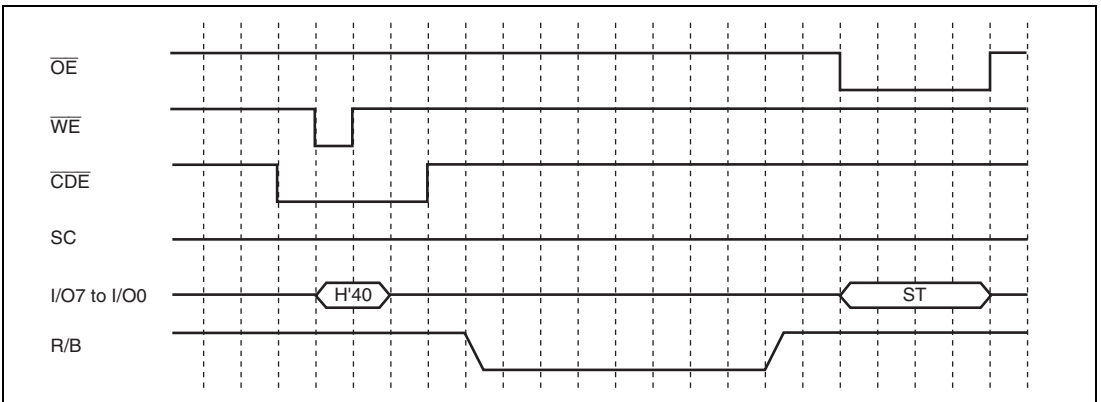 OE
WE
CDE
SC
I/O7 to I/O0
H'40
ST
R/B